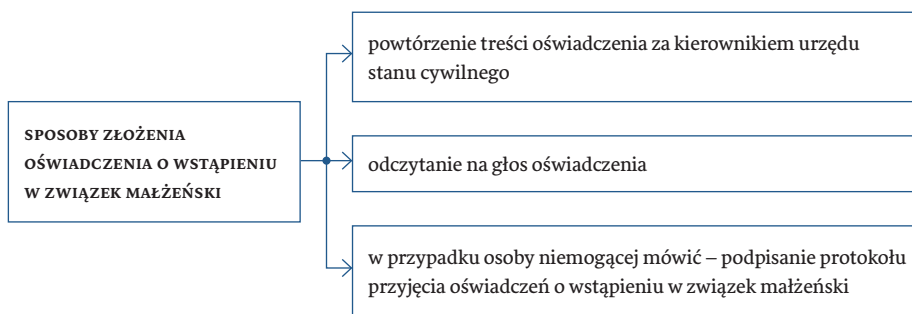 SPOSOBY ZŁOŻENIA
OŚWIADCZENIA O WSTĄPIENIU
W ZWIĄZEK MAŁŻEŃSKI
powtórzenie treści oświadczenia za kierownikiem urzędu
stanu cywilnego
odczytanie na głos oświadczenia
w przypadku osoby niemogącej mówić – podpisanie protokołu
przyjęcia oświadczeń o wstąpieniu w związek małżeński